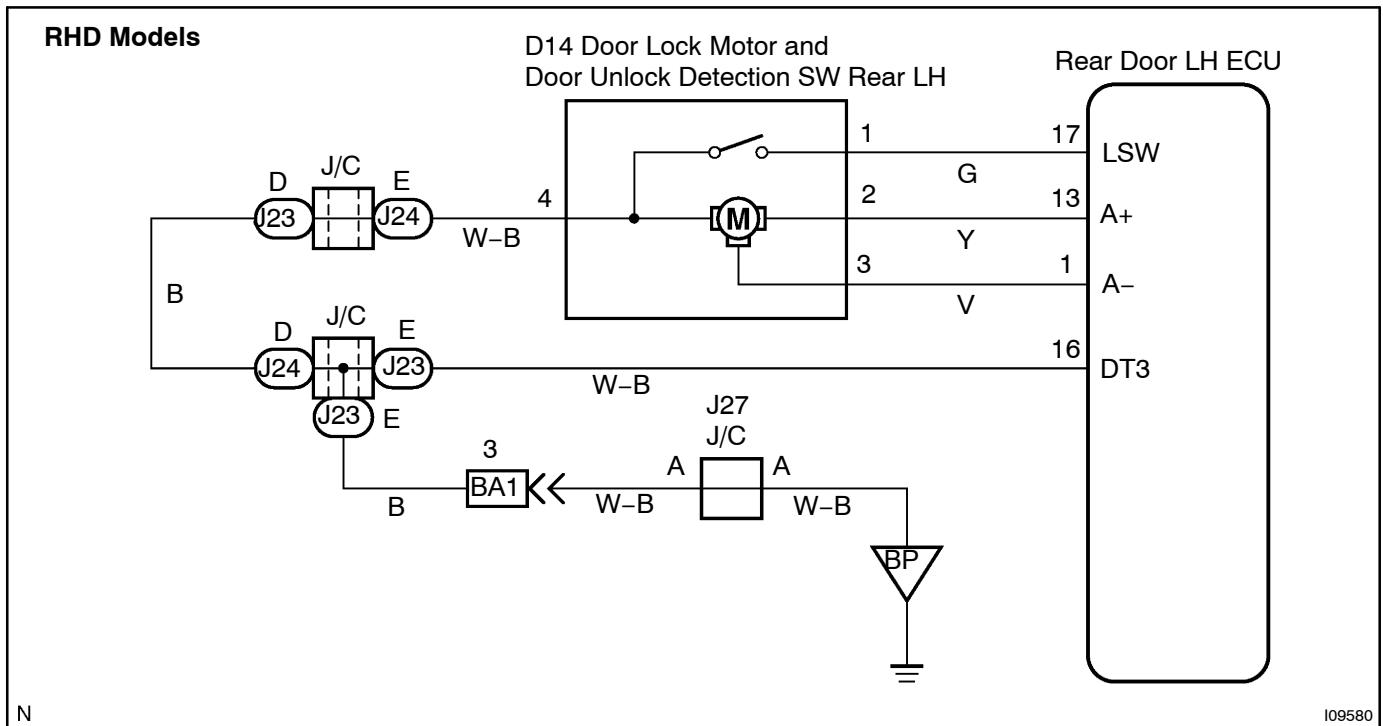 RHD Models
D14 Door Lock Motor and
Door Unlock Detection SW Rear LH
Rear Door LH ECU
1
17
LSW
G
D
J/C
E
J23
J24
W−B
4
M
2
13
A+
Y
3
1
A−
V
B
D
J/C
E
J24
J23
W−B
16
DT3
J23
E
J27
J/C
3
BA1
B
W−B
A
A
W−B
BP
N
I09580